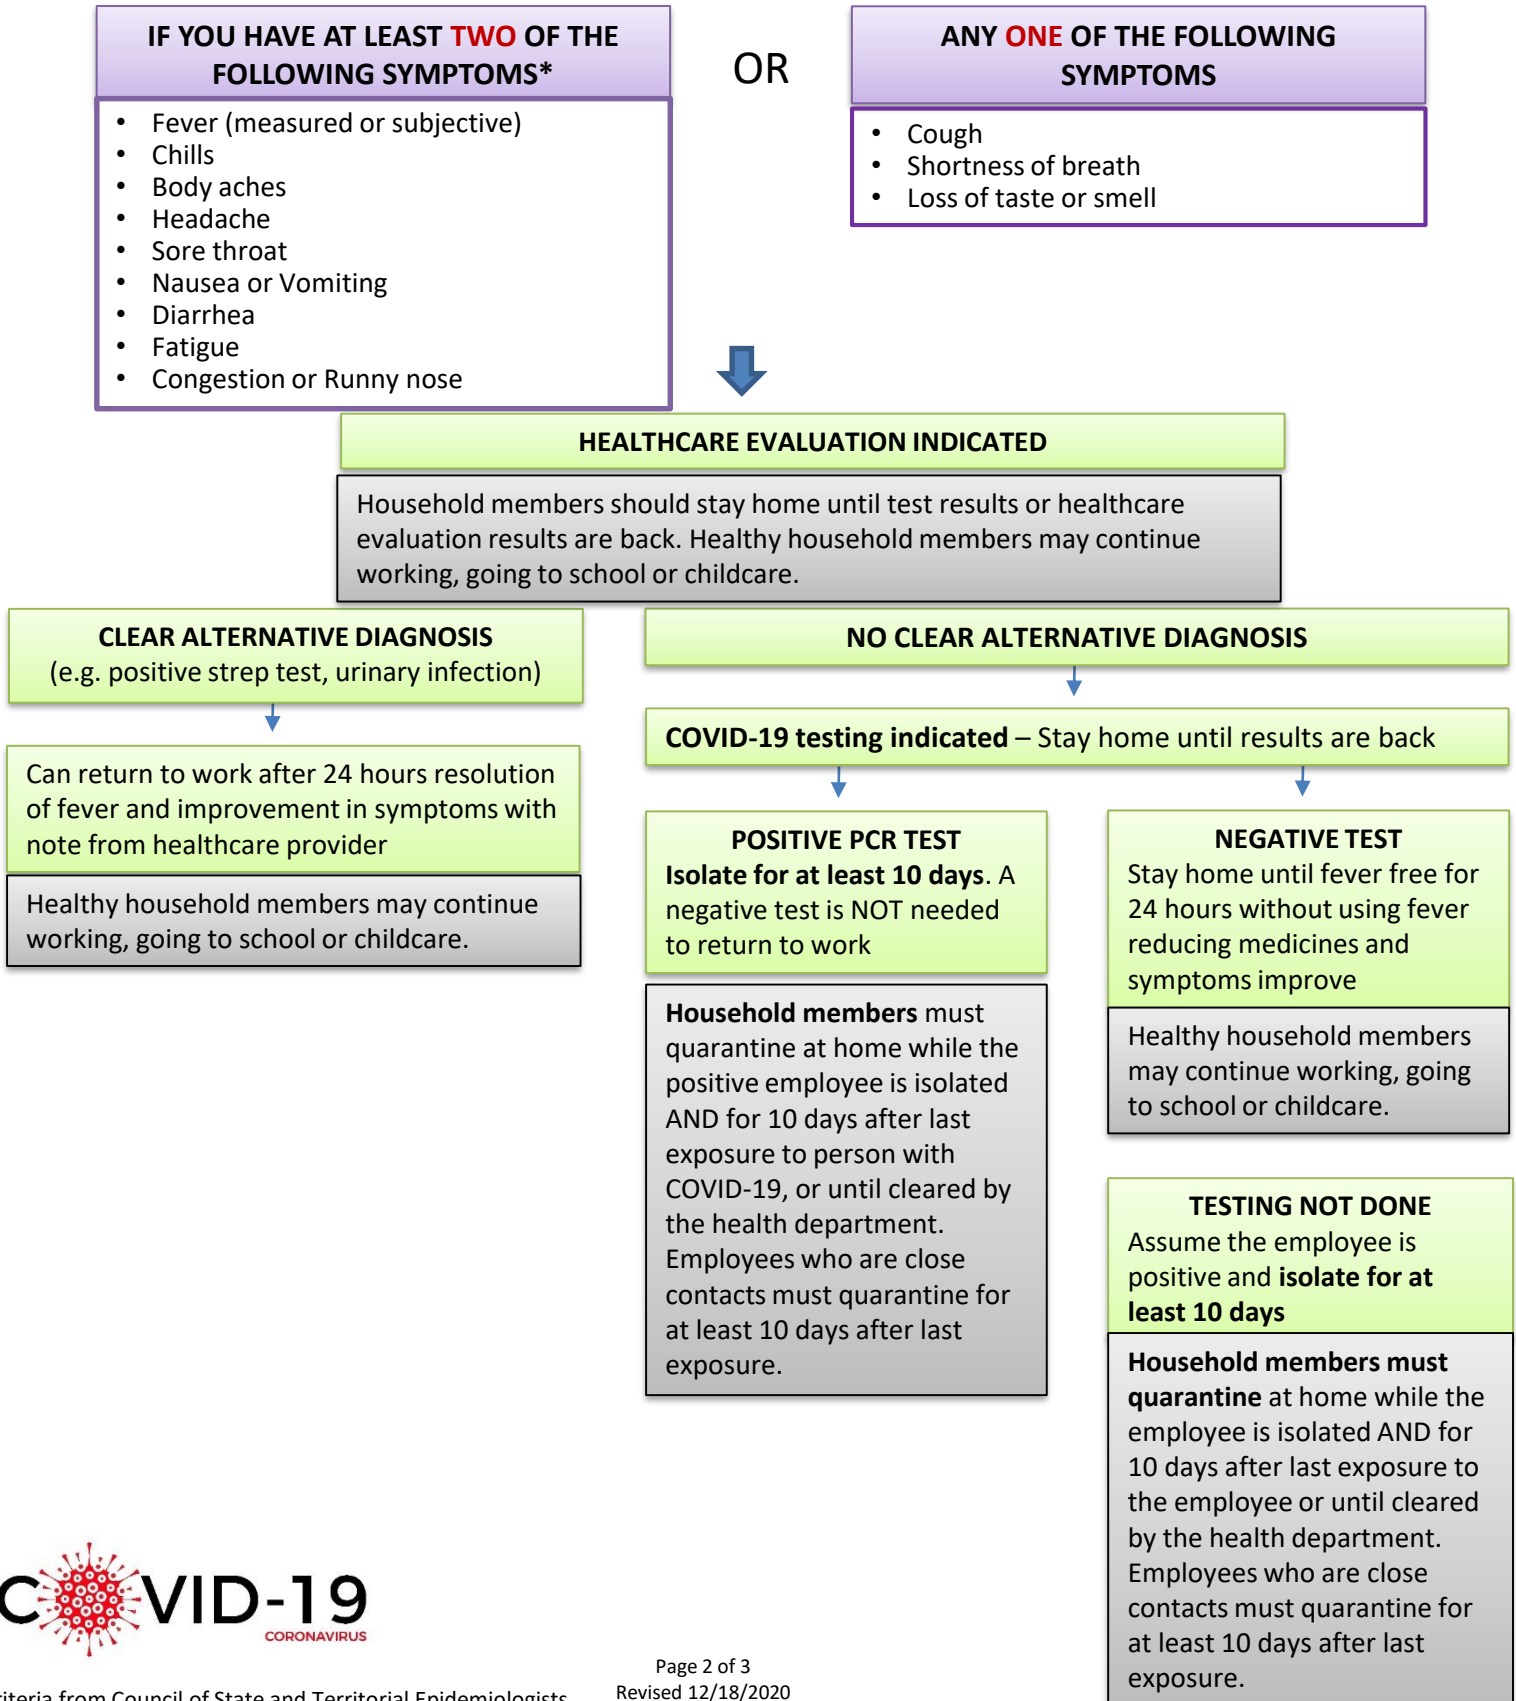 IF YOU HAVE AT LEAST TWO OF THE
FOLLOWING SYMPTOMS*
• Fever (measured or subjective)
• Chills
• Body aches
• Headache
• Sore throat
• Nausea or Vomiting
• Diarrhea
• Fatigue
• Congestion or Runny nose
OR
ANY ONE OF THE FOLLOWING
SYMPTOMS
• Cough
• Shortness of breath
• Loss of taste or smell
HEALTHCARE EVALUATION INDICATED
Household members should stay home until test results or healthcare
evaluation results are back. Healthy household members may continue
working, going to school or childcare.
CLEAR ALTERNATIVE DIAGNOSIS
(e.g. positive strep test, urinary infection)
Can return to work after 24 hours resolution
of fever and improvement in symptoms with
note from healthcare provider
Healthy household members may continue
working, going to school or childcare.
NO CLEAR ALTERNATIVE DIAGNOSIS
COVID-19 testing indicated – Stay home until results are back
POSITIVE PCR TEST
Isolate for at least 10 days. A
negative test is NOT needed
to return to work
Household members must
quarantine at home while the
positive employee is isolated
AND for 10 days after last
exposure to person with
COVID-19, or until cleared by
the health department.
Employees who are close
contacts must quarantine for
at least 10 days after last
exposure.
NEGATIVE TEST
Stay home until fever free for
24 hours without using fever
reducing medicines and
symptoms improve
Healthy household members
may continue working, going
to school or childcare.
TESTING NOT DONE
Assume the employee is
positive and isolate for at
least 10 days
Household members must
quarantine at home while the
employee is isolated AND for
10 days after last exposure to
the employee or until cleared
by the health department.
Employees who are close
contacts must quarantine for
at least 10 days after last
exposure.
COVID-19
CORONAVIRUS
Page 2 of 3
Revised 12/18/2020
from Council of State and Territorial Epidemiologists